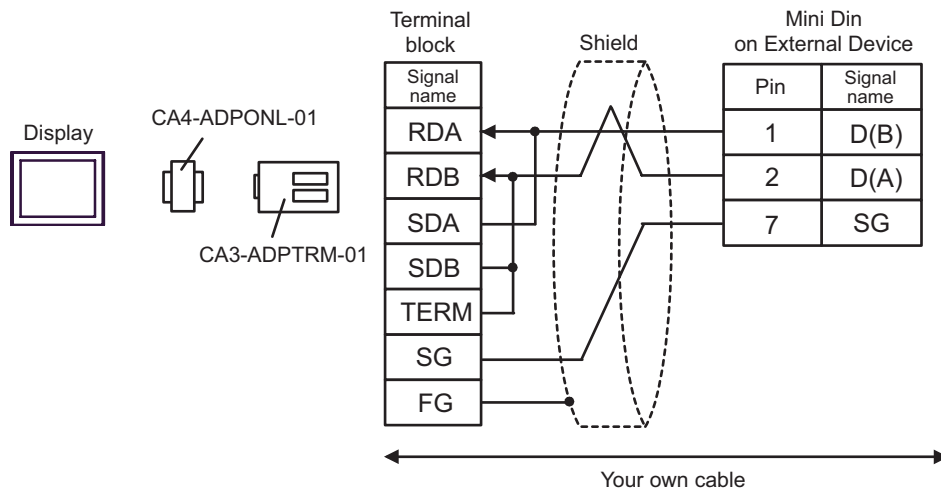 Display
CA4-ADPONL-01
CA3-ADPTRM-01
Terminal
block
Signal
name
RDA
RDB
SDA
SDB
TERM
SG
FG
Shield
Mini Din
on External Device
Pin
Signal
name
1
D(B)
2
D(A)
7
SG
Your own cable